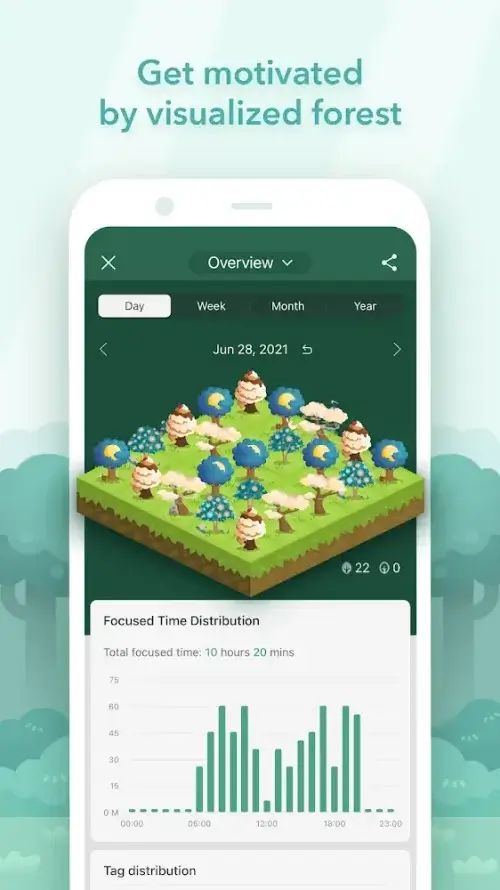 Get motivated
by visualized forest
Overview
Day Week Month Year
Jun 28, 2021
22 0
Focused Time Distribution
Total focused time: 10 hours 20 mins
75
60
45
30
15
0 M
00:00 06:00 12:00 18:00 23:00
Tag distribution